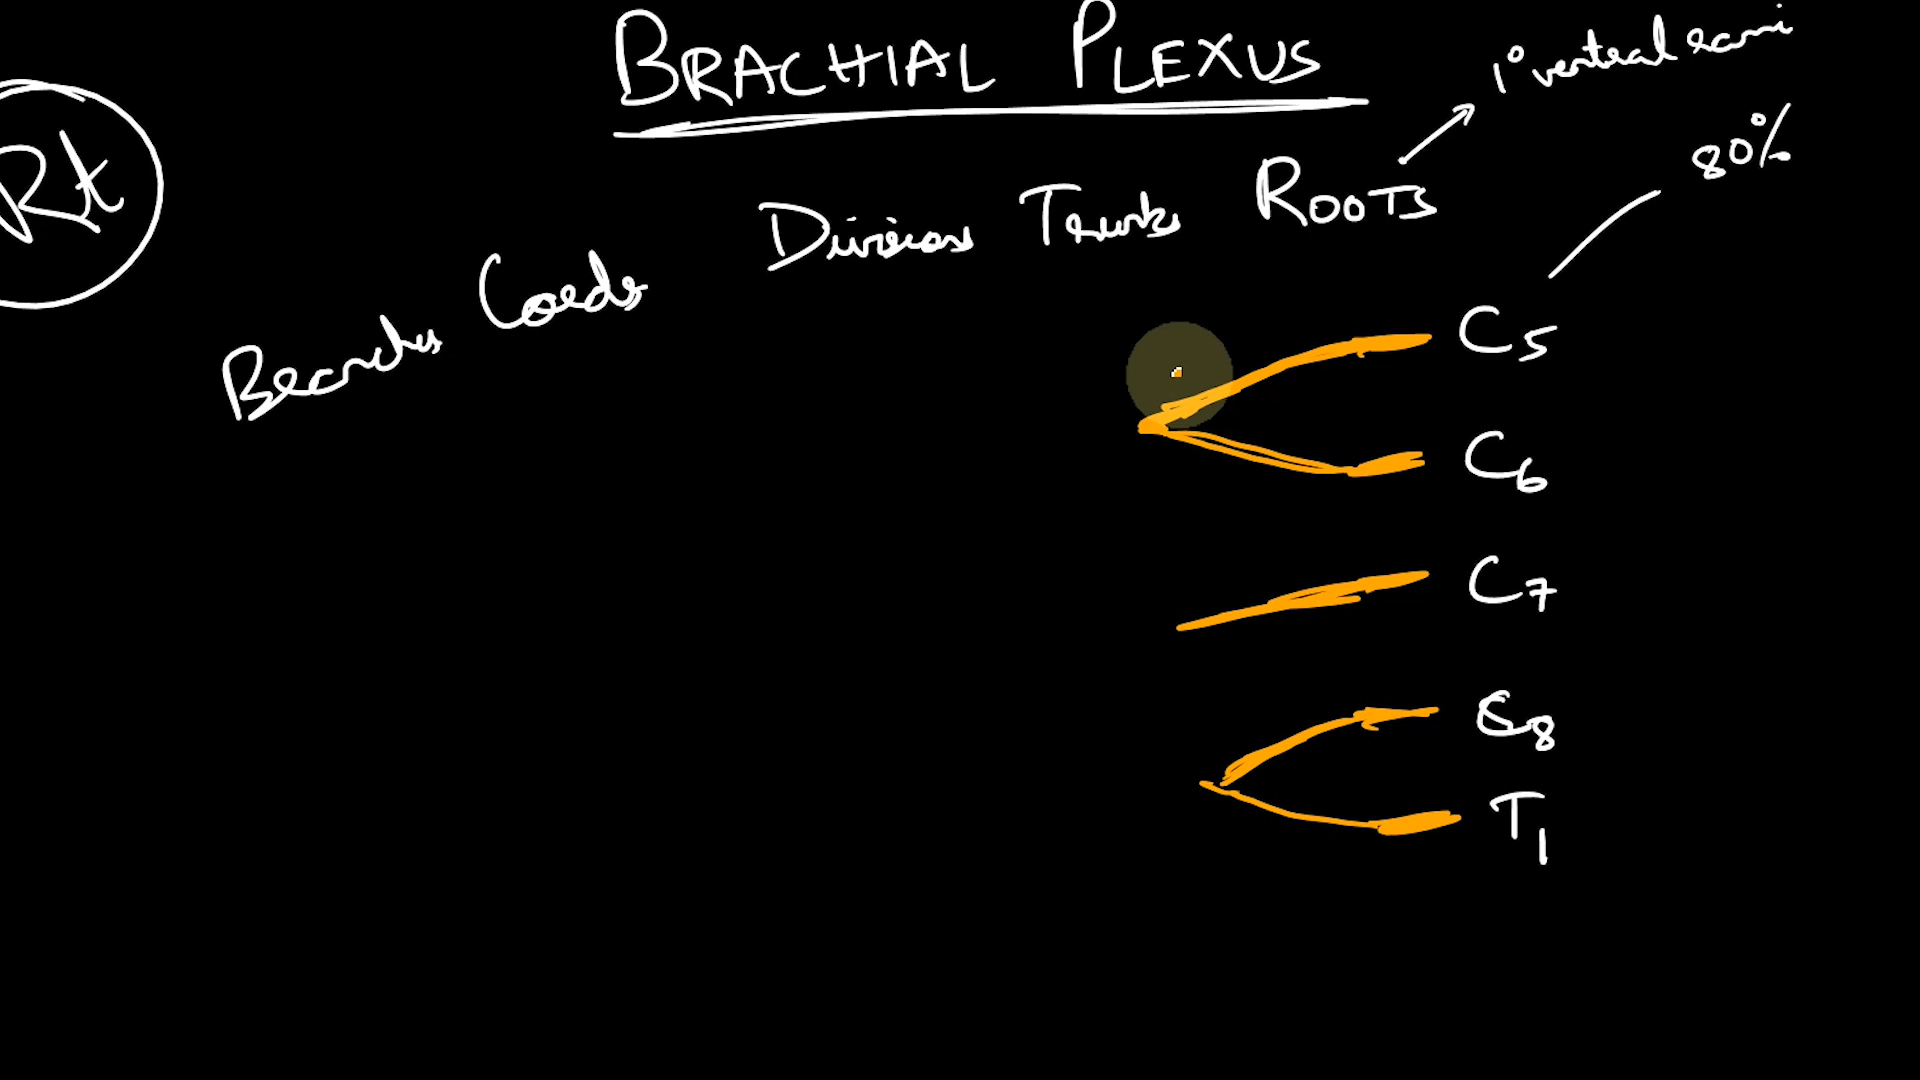 BRACHIAL PLEXUS
1° ventral rami
80%
Rt
Branches Cords Divisions Trunks ROOTS
C5
C6
C7
C8
T1